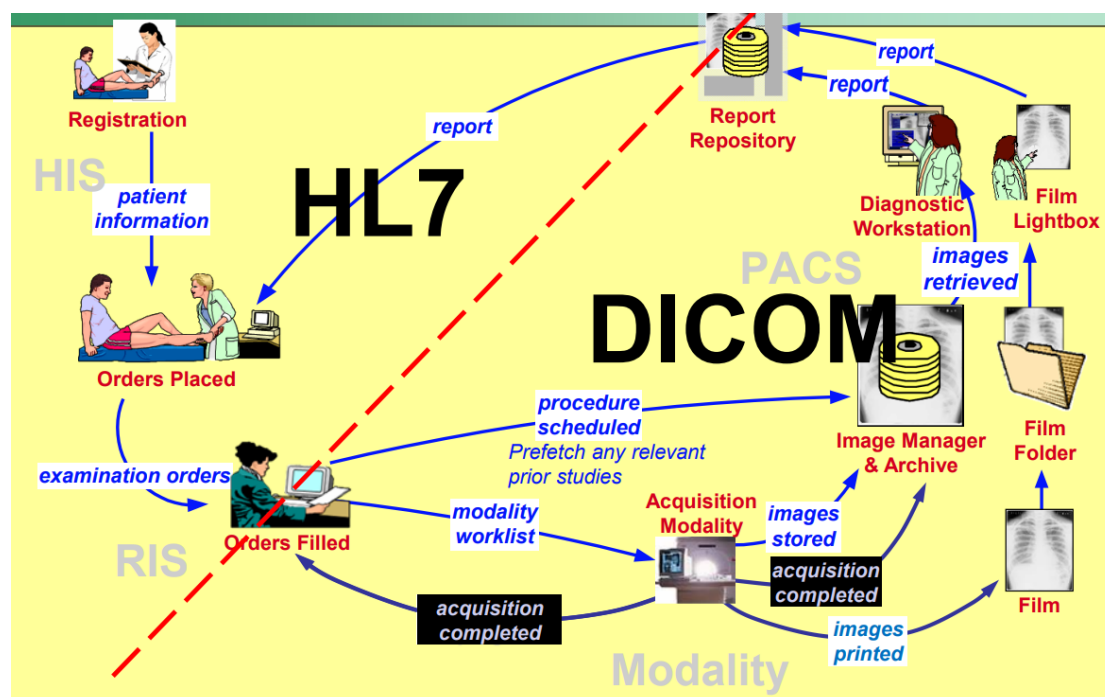 Registration
HIS
patient
information
report
HL7
Report
Repository
report
report
Diagnostic
Workstation
Film
Lightbox
PACS
images
retrieved
DICOM
Orders Placed
procedure
scheduled
Prefetch any relevant
prior studies
Image Manager
& Archive
Film
Folder
examination orders
RIS
Orders Filled
modality
worklist
Acquisition
Modality
images
stored
acquisition
completed
acquisition
completed
images
printed
Film
Modality